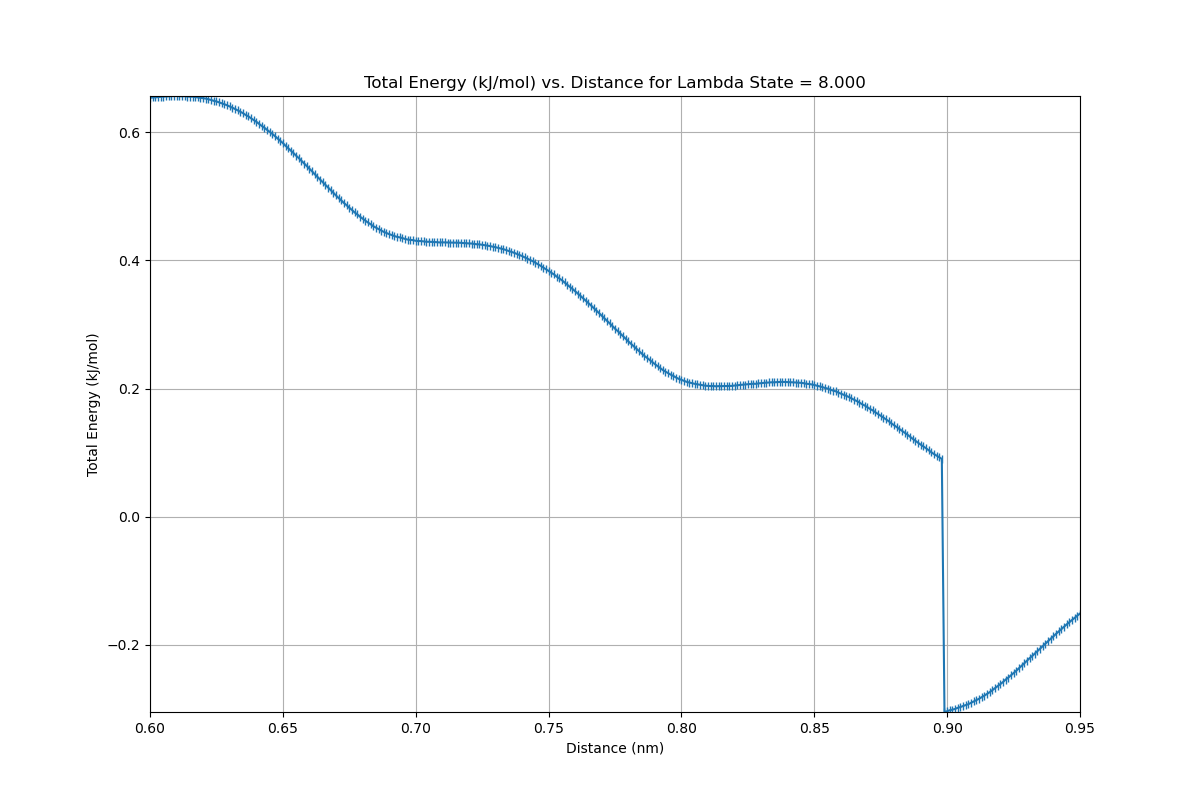 Total Energy (kJ/mol) vs. Distance for Lambda State = 8.000
0.6
0.4
0.2
0.0
−0.2
Total Energy (kJ/mol)
0.60 0.65 0.70 0.75 0.80 0.85 0.90 0.95
Distance (nm)